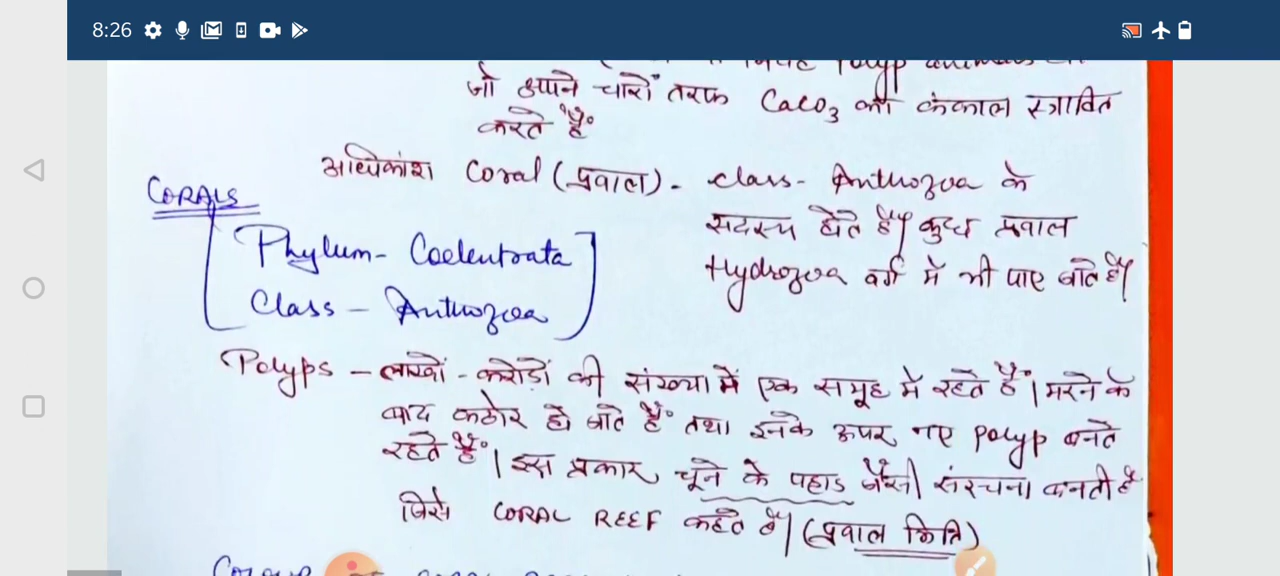 8:26
Polyp
जो अपने चारों तरफ CaCO3 का कंकाल स्त्रावित
करते हैं
अधिकांश Coral (प्रवाल) - class - Anthozoa के
सदस्य होते हैं। कुछ प्रवाल
Hydrozoa वर्ग में भी पाए जाते हैं।
CORALS
Phylum - Coelentrata
Class - Anthozoa
Polyps - लाखों - करोड़ों की संख्या में एक समूह में रहते हैं। मरने के
बाद कठोर हो जाते हैं तथा इनके ऊपर नए polyp बनते
रहते हैं। इस प्रकार चूने के पहाड़ जैसी संरचना बनती है
जिसे CORAL REEF कहते हैं। (प्रवाल भित्ति)